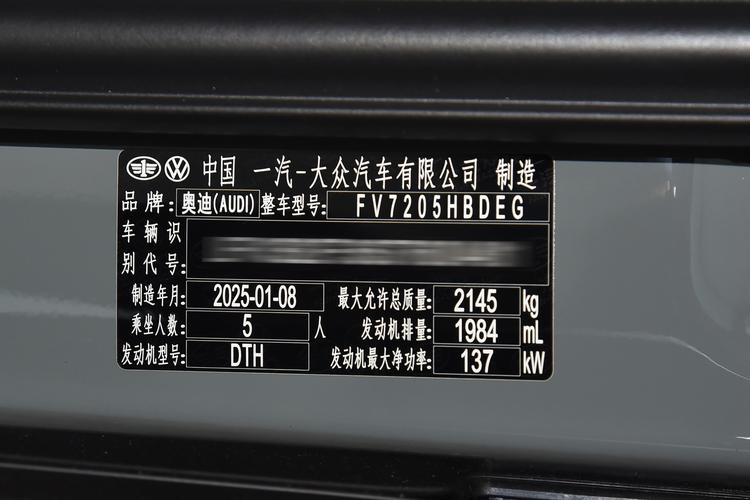 中国 一汽-大众汽车有限公司 制造
品牌: 奥迪(AUDI) 整车型号: FV7205HBDEG
车辆识
别代号:
制造年月: 2025-01-08 最大允许总质量: 2145 kg
乘坐人数: 5 人 发动机排量: 1984 mL
发动机型号: DTH 发动机最大净功率: 137 kW